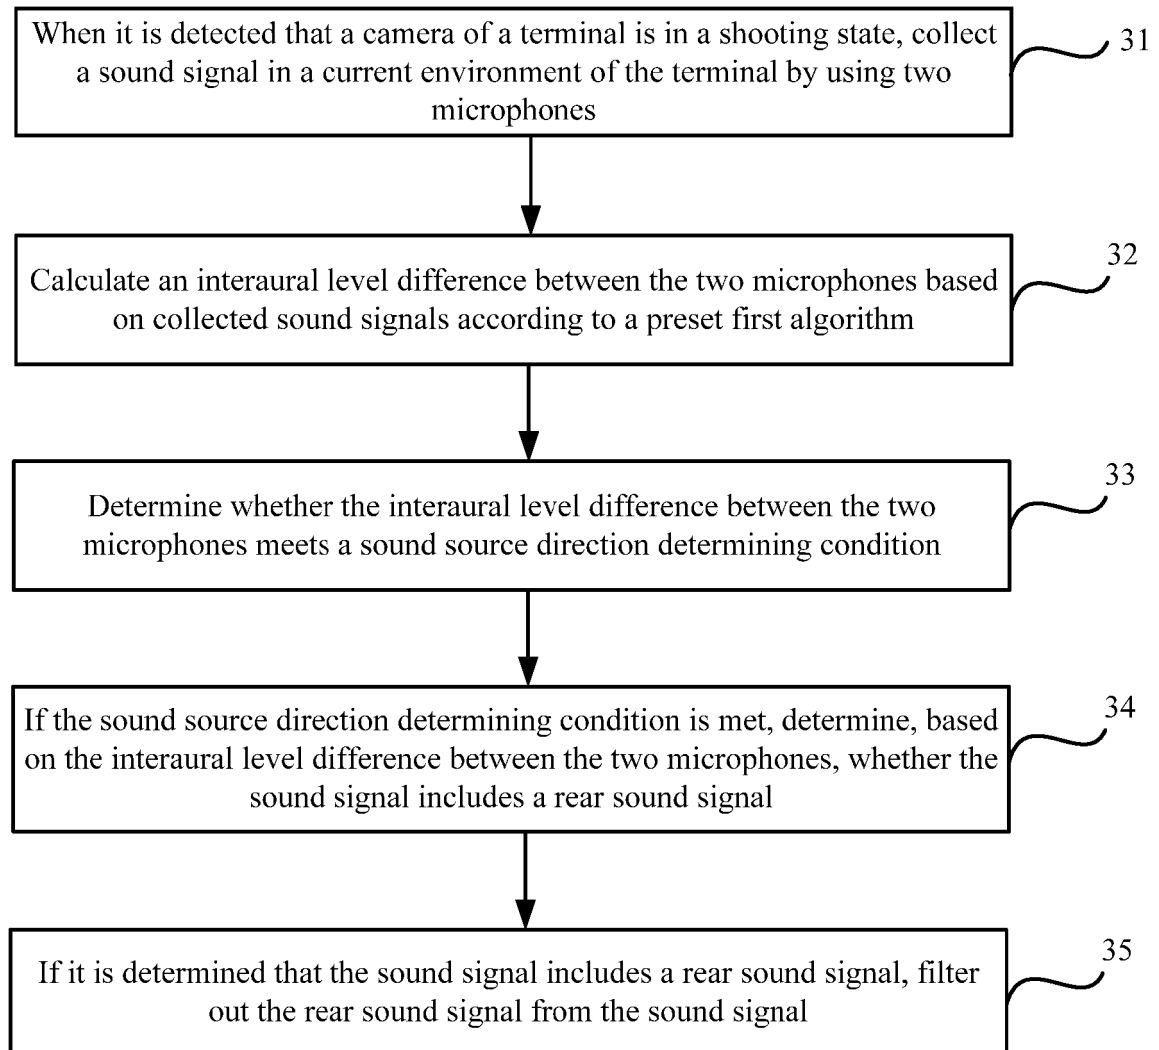 When it is detected that a camera of a terminal is in a shooting state, collect
a sound signal in a current environment of the terminal by using two
microphones
31
Calculate an interaural level difference between the two microphones based
on collected sound signals according to a preset first algorithm
32
Determine whether the interaural level difference between the two
microphones meets a sound source direction determining condition
33
If the sound source direction determining condition is met, determine, based
on the interaural level difference between the two microphones, whether the
sound signal includes a rear sound signal
34
If it is determined that the sound signal includes a rear sound signal, filter
out the rear sound signal from the sound signal
35